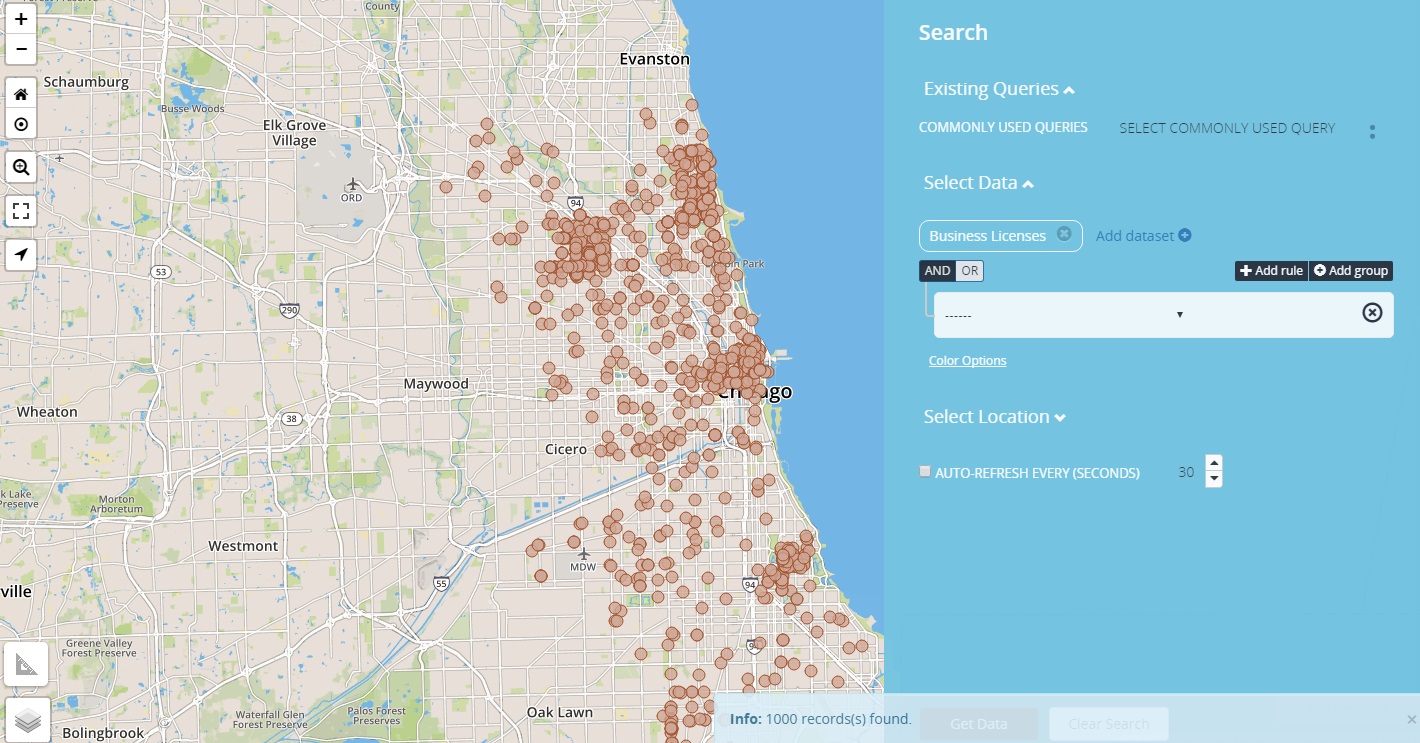 Search
Existing Queries
COMMONLY USED QUERIES
SELECT COMMONLY USED QUERY
Select Data
Business Licenses
Add dataset
AND OR
Add rule
Add group
------
Color Options
Select Location
AUTO-REFRESH EVERY (SECONDS)
30
Info: 1000 records(s) found.
Get Data
Clear Search
County
Evanston
Schaumburg
Busse Woods
Elk Grove
Village
ORD
94
53
Park
290
Maywood
Chicago
Wheaton
38
Cicero
Lake
Preserve
Morton
Arboretum
Westmont
MDW
55
94
ville
Greene Valley
Forest Preserve
Waterfall Glen
Forest Preserve
Palos Forest
Preserves
Oak Lawn
Bolingbrook